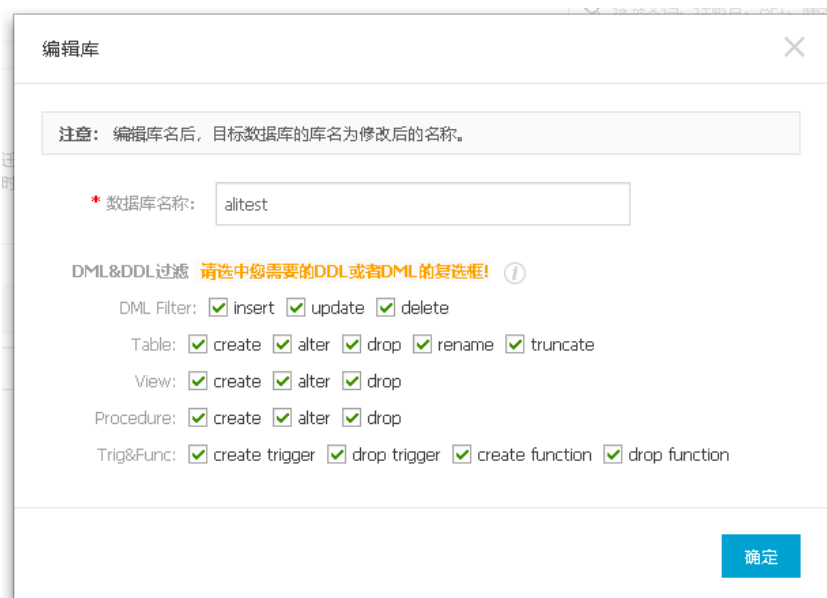 编辑库
注意： 编辑库名后，目标数据库的库名为修改后的名称。
迁
时
* 数据库名称： alitest
DML&DDL过滤 请选中您需要的DDL或者DML的复选框!
DML Filter: insert update delete
Table: create alter drop rename truncate
View: create alter drop
Procedure: create alter drop
Trig&Func: create trigger drop trigger create function drop function
确定